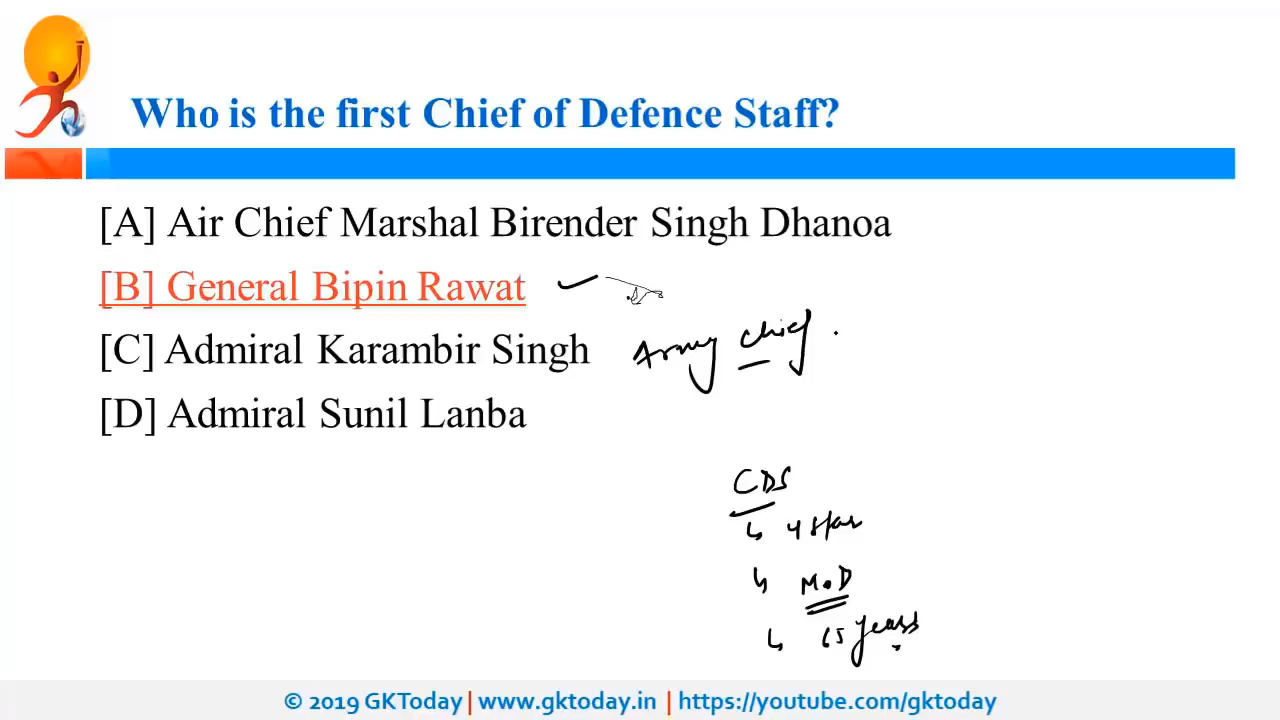 Who is the first Chief of Defence Staff?
[A] Air Chief Marshal Birender Singh Dhanoa
[B] General Bipin Rawat
[C] Admiral Karambir Singh
Army Chief.
[D] Admiral Sunil Lanba
CDS
4 star
MoD
65 years
© 2019 GKToday | www.gktoday.in | https://youtube.com/gktoday